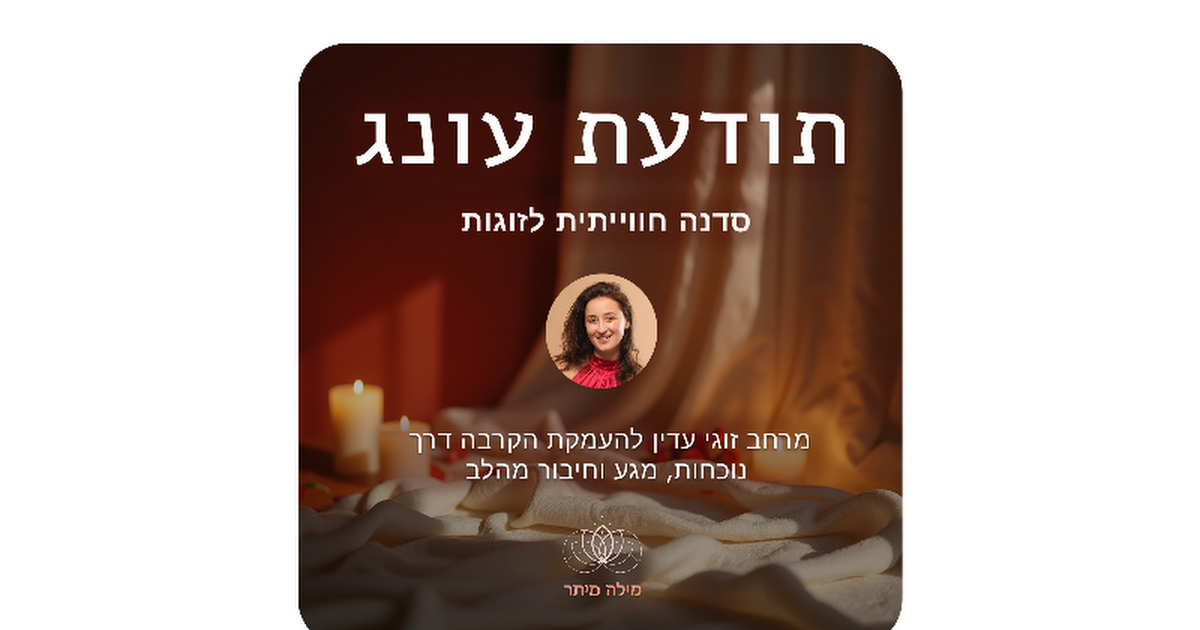 תודעת עונג
סדנה חווייתית לזוגות
מרחב זוגי עדין להעמקת הקרבה דרך
נוכחות, מגע וחיבור מהלב
מילה מיתר